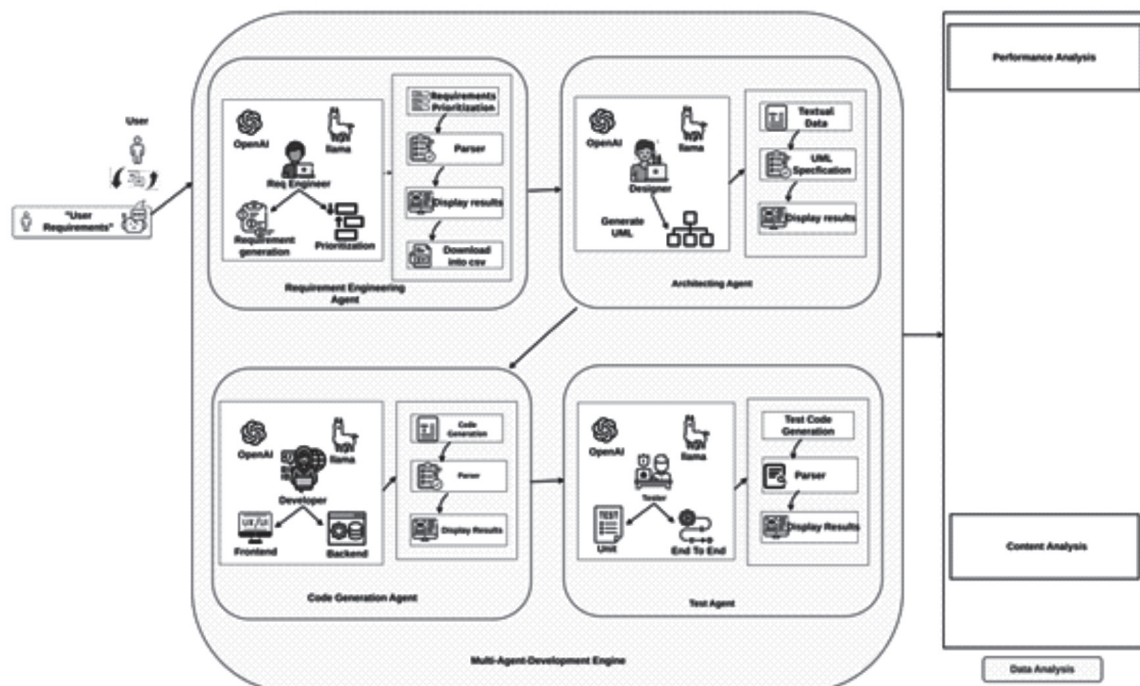 User
"User
Requirements"
OpenAI
llama
Req Engineer
Requirement
generation
Prioritization
Requirements
Prioritization
Parser
Display results
Download
into csv
Requirement Engineering
Agent
OpenAI
llama
Designer
Generate
UML
Textual
Data
UML
Specfication
Display results
Architecting Agent
OpenAI
llama
Developer
UX/UI
Frontend
Backend
Code
Generation
Parser
Display Results
Code Generation Agent
OpenAI
llama
Tester
TEST
Unit
End To End
Test Code
Generation
Parser
Display Results
Test Agent
Multi-Agent-Development Engine
Performance Analysis
Content Analysis
Data Analysis